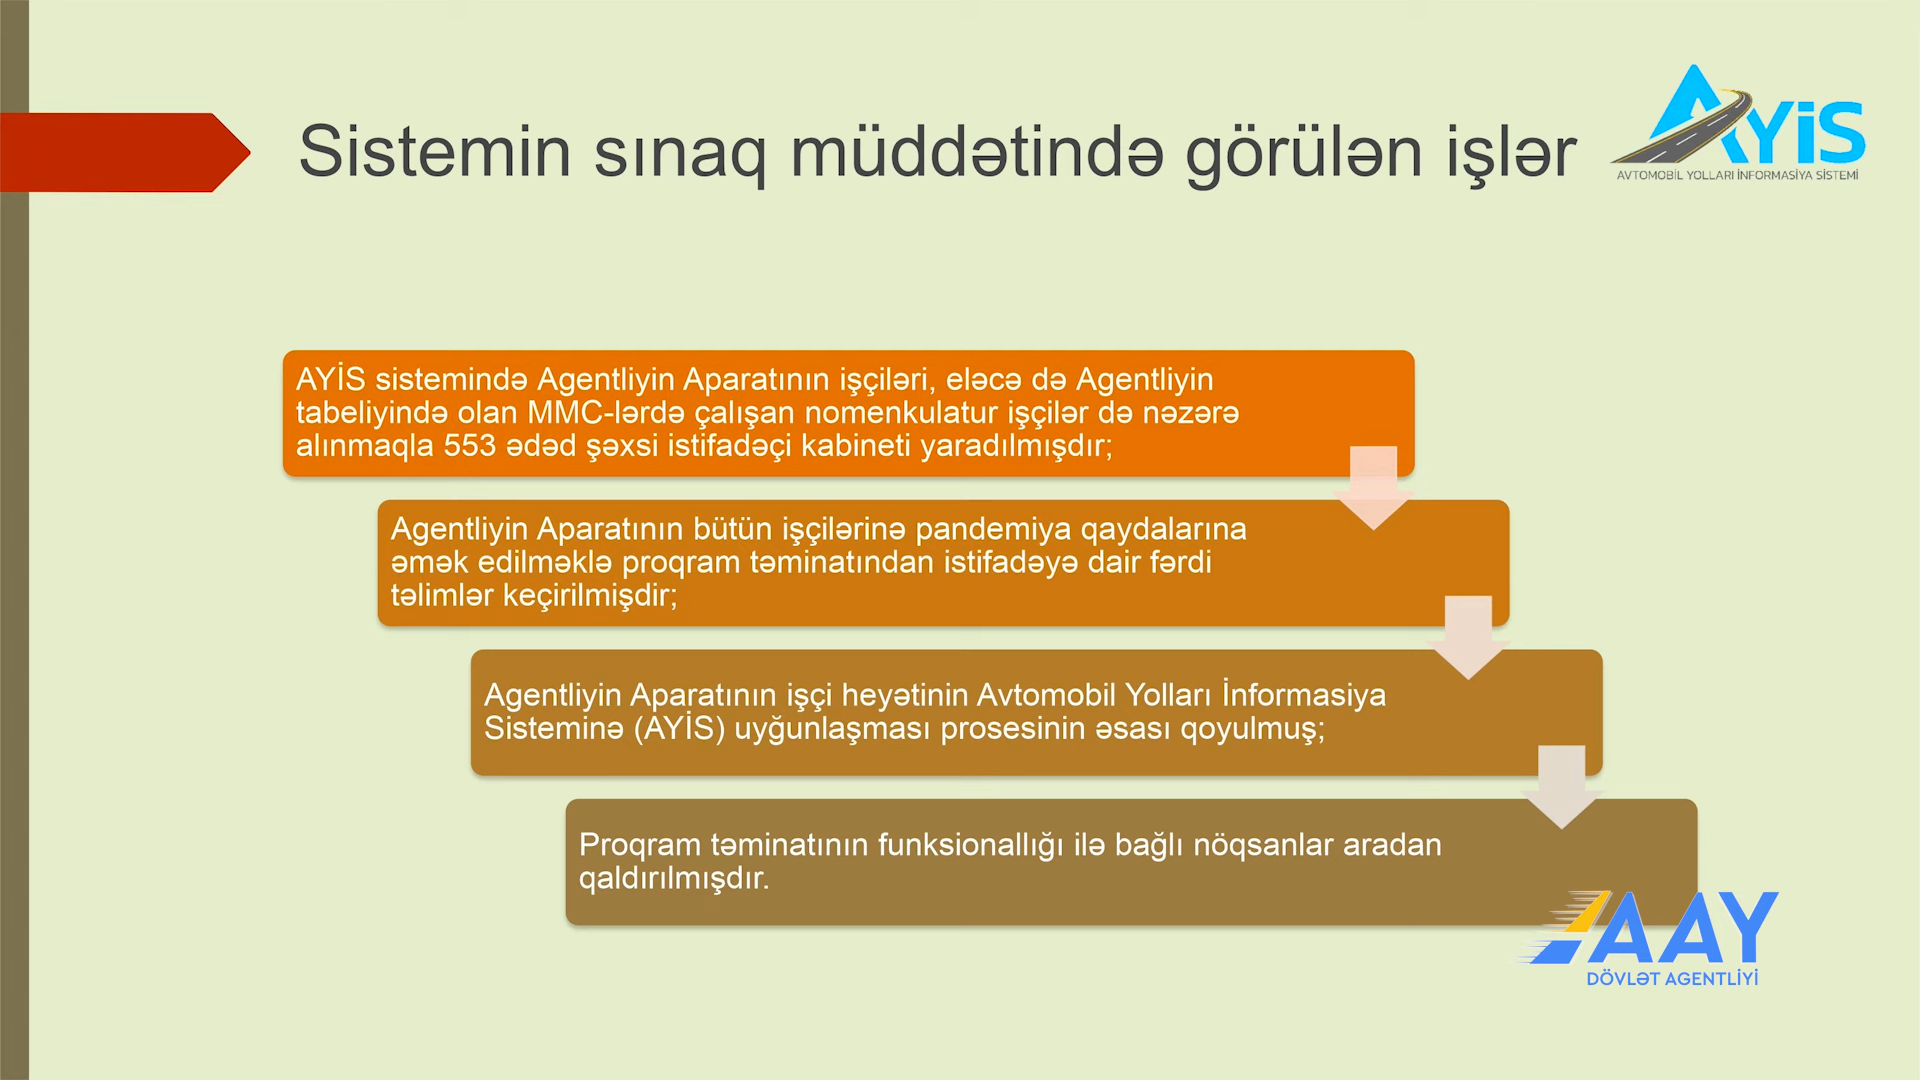 Sistemin sınaq müddətində görülən işlər
AYİS
AVTOMOBİL YOLLARI İNFORMASİYA SİSTEMİ
AYİS sistemində Agentliyin Aparatının işçiləri, eləcə də Agentliyin
tabeliyində olan MMC-lərdə çalışan nomenkulatur işçilər də nəzərə
alınmaqla 553 ədəd şəxsi istifadəçi kabineti yaradılmışdır;
Agentliyin Aparatının bütün işçilərinə pandemiya qaydalarına
əmək edilməklə proqram təminatından istifadəyə dair fərdi
təlimlər keçirilmişdir;
Agentliyin Aparatının işçi heyətinin Avtomobil Yolları İnformasiya
Sisteminə (AYİS) uyğunlaşması prosesinin əsası qoyulmuş;
Proqram təminatının funksionallığı ilə bağlı nöqsanlar aradan
qaldırılmışdır.
AAY
DÖVLƏT AGENTLİYİ